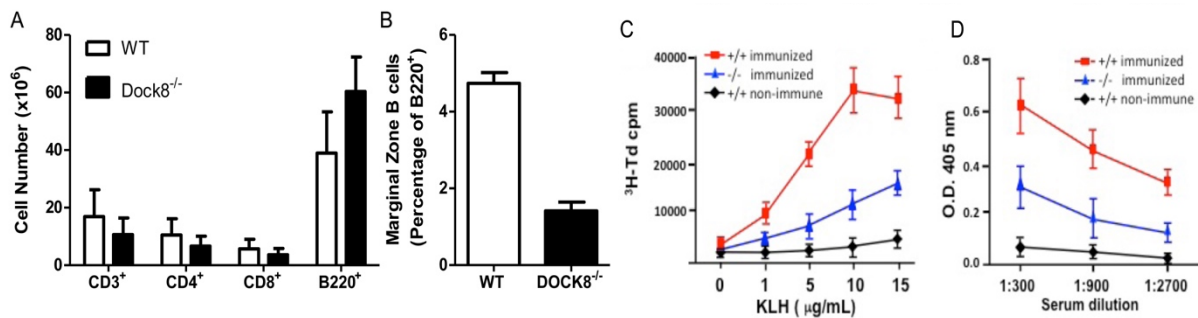 A
Cell Number (x10⁶)
80
60
40
20
0
WT
Dock8⁻/⁻
CD3⁺
CD4⁺
CD8⁺
B220⁺
B
Marginal Zone B cells
(Percentage of B220⁺)
6
4
2
0
WT
DOCK8⁻/⁻
C
+/+ immunized
-/- immunized
+/+ non-immune
³H-Td cpm
40000
30000
20000
10000
0
1
5
10
15
KLH ( μg/mL)
D
+/+ immunized
-/- immunized
+/+ non-immune
O.D. 405 nm
0.8
0.6
0.4
0.2
0.0
1:300
1:900
1:2700
Serum dilution